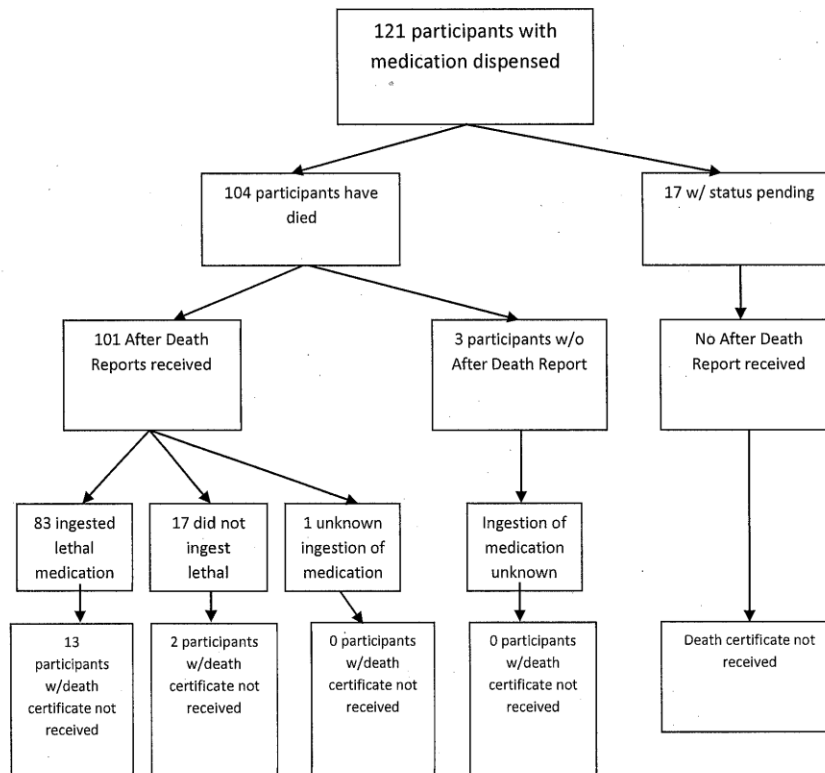 121 participants with
medication dispensed
104 participants have
died
17 w/ status pending
101 After Death
Reports received
3 participants w/o
After Death Report
No After Death
Report received
83 ingested
lethal
medication
17 did not
ingest
lethal
1 unknown
ingestion of
medication
Ingestion of
medication
unknown
13
participants
w/death
certificate not
received
2 participants
w/death
certificate not
received
0 participants
w/death
certificate not
received
0 participants
w/death
certificate not
received
Death certificate not
received